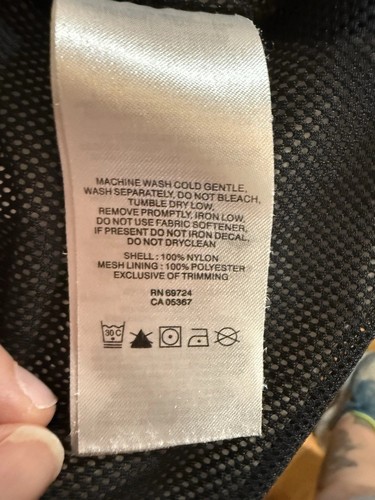 MACHINE WASH COLD GENTLE,
WASH SEPARATELY, DO NOT BLEACH,
TUMBLE DRY LOW,
REMOVE PROMPTLY, IRON LOW,
DO NOT USE FABRIC SOFTENER,
IF PRESENT DO NOT IRON DECAL,
DO NOT DRYCLEAN
SHELL : 100% NYLON
MESH LINING : 100% POLYESTER
EXCLUSIVE OF TRIMMING
RN 69724
CA 05367
30 C